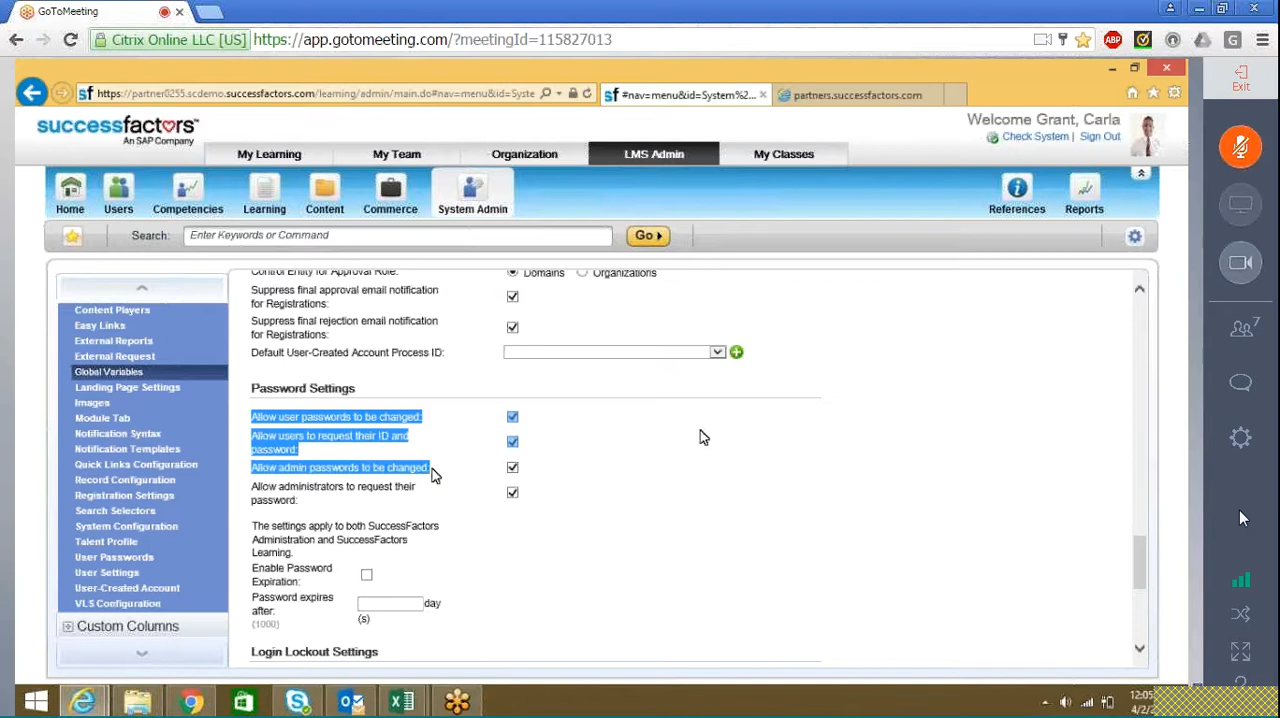 GoToMeeting
Citrix Online LLC [US] https://app.gotomeeting.com/?meetingId=115827013
ABP
G
Exit
https://partner0255.scdemo.successfactors.com/learning/admin/main.do#nav=menu&id=Syste
sf #nav=menu&id=System%2...
partners.successfactors.com
successfactors
An SAP Company
Welcome Grant, Carla
Check System | Sign Out
My Learning
My Team
Organization
LMS Admin
My Classes
Home
Users
Competencies
Learning
Content
Commerce
System Admin
References
Reports
Search:
Enter Keywords or Command
Go
Content Players
Easy Links
External Reports
External Request
Global Variables
Landing Page Settings
Images
Module Tab
Notification Syntax
Notification Templates
Quick Links Configuration
Record Configuration
Registration Settings
Search Selectors
System Configuration
Talent Profile
User Passwords
User Settings
User-Created Account
VLS Configuration
Custom Columns
Control Entity for Approval Role:
Domains
Organizations
Suppress final approval email notification
for Registrations:
Suppress final rejection email notification
for Registrations:
Default User-Created Account Process ID:
Password Settings
Allow user passwords to be changed:
Allow users to request their ID and
password:
Allow admin passwords to be changed:
Allow administrators to request their
password:
The settings apply to both SuccessFactors
Administration and SuccessFactors
Learning.
Enable Password
Expiration:
Password expires
after:
(1000)
day
(s)
Login Lockout Settings
7
12:05
4/2/2